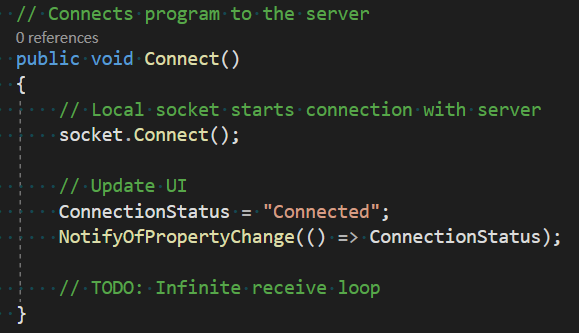 // Connects program to the server
0 references
public void Connect()
{
// Local socket starts connection with server
socket.Connect();
// Update UI
ConnectionStatus = "Connected";
NotifyOfPropertyChange(() => ConnectionStatus);
// TODO: Infinite receive loop
}